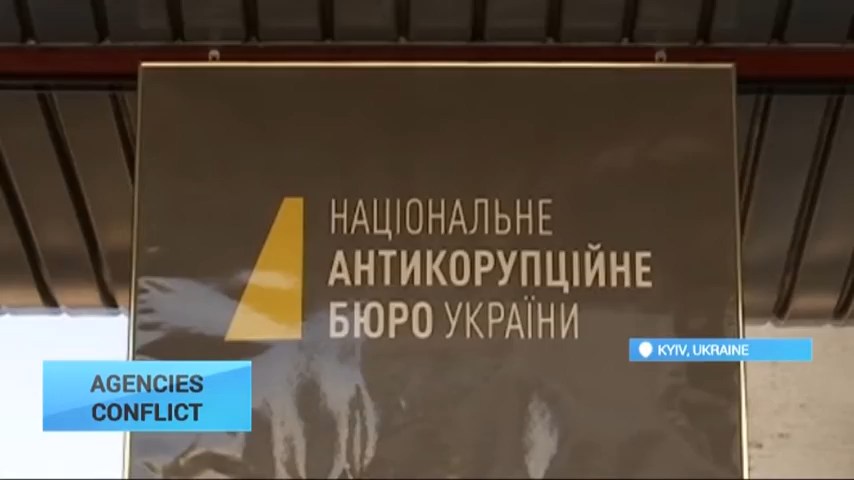 НАЦІОНАЛЬНЕ
АНТИКОРУПЦІЙНЕ
БЮРО УКРАЇНИ
KYIV, UKRAINE
AGENCIES
CONFLICT